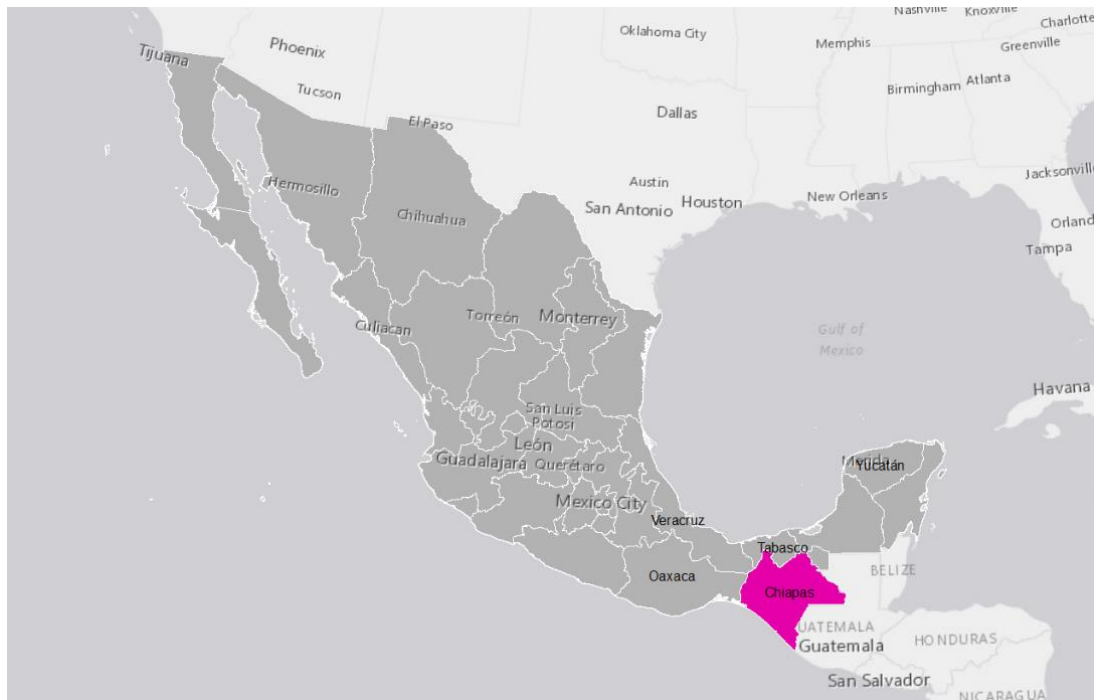 Nashville
Knoxville
Charlotte
Oklahoma City
Memphis
Greenville
Tijuana
Phoenix
Birmingham
Atlanta
Tucson
Dallas
El Paso
Jacksonville
Hermosillo
Austin
Houston
New Orleans
San Antonio
Chihuahua
Orland
Tampa
Culiacan
Torreón
Monterrey
Gulf of
Mexico
Havana
San Luis
Potosí
León
Guadalajara
Querétaro
Merida
Yucatán
Mexico City
Veracruz
Tabasco
Oaxaca
BELIZE
Chiapas
UATEMALA
Guatemala
HONDURAS
San Salvador
NICARAGUA